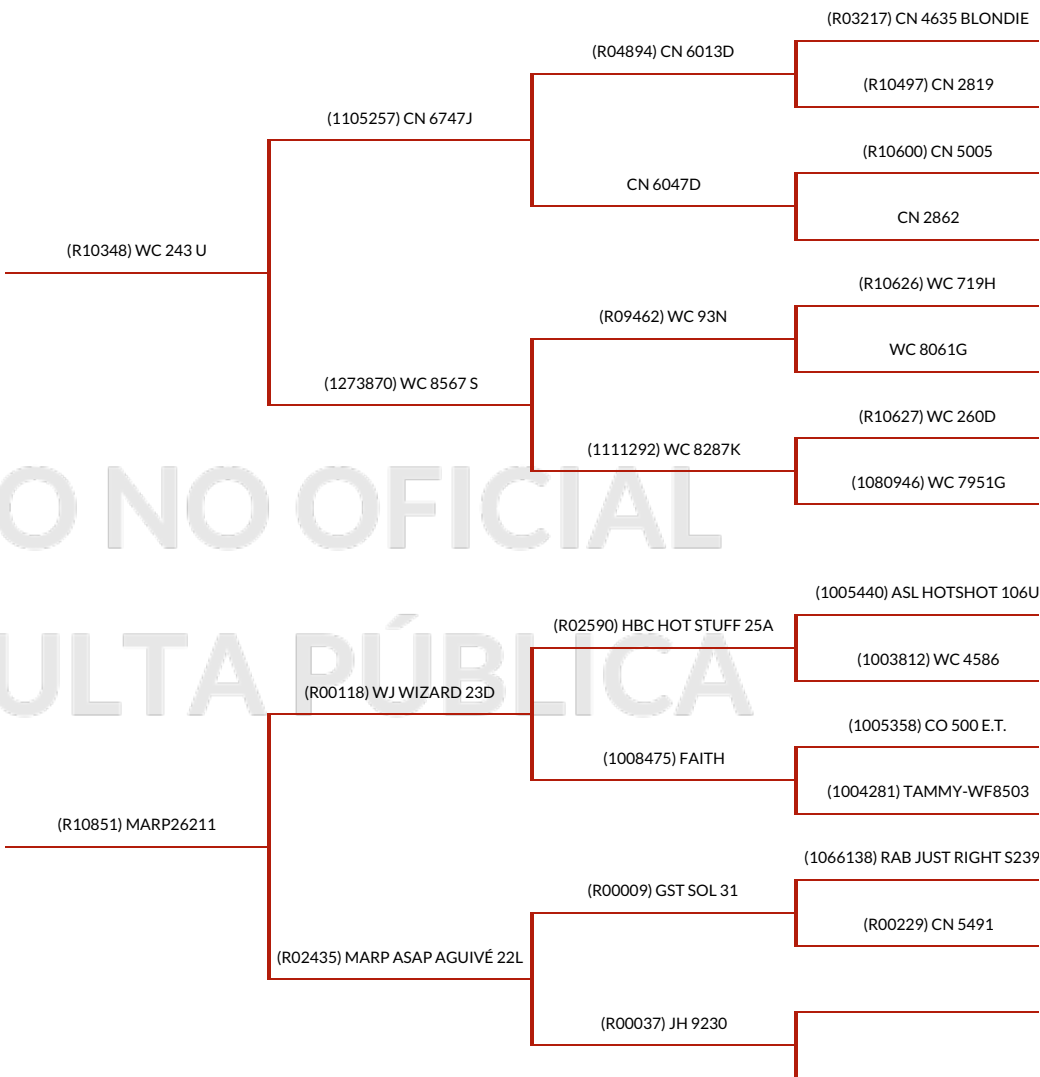 (R03217) CN 4635 BLONDIE
(R04894) CN 6013D
(R10497) CN 2819
(1105257) CN 6747J
(R10600) CN 5005
CN 6047D
CN 2862
(R10348) WC 243 U
(R10626) WC 719H
(R09462) WC 93N
WC 8061G
(1273870) WC 8567 S
(R10627) WC 260D
(1111292) WC 8287K
(1080946) WC 7951G
O NO OFICIAL
(1005440) ASL HOTSHOT 106U
(R02590) HBC HOT STUFF 25A
(1003812) WC 4586
ULTA PÚBLICA
(R00118) WJ WIZARD 23D
(1005358) CO 500 E.T.
(1008475) FAITH
(1004281) TAMMY-WF8503
(R10851) MARP26211
(1066138) RAB JUST RIGHT S239
(R00009) GST SOL 31
(R00229) CN 5491
(R02435) MARP ASAP AGUIVÉ 22L
(R00037) JH 9230